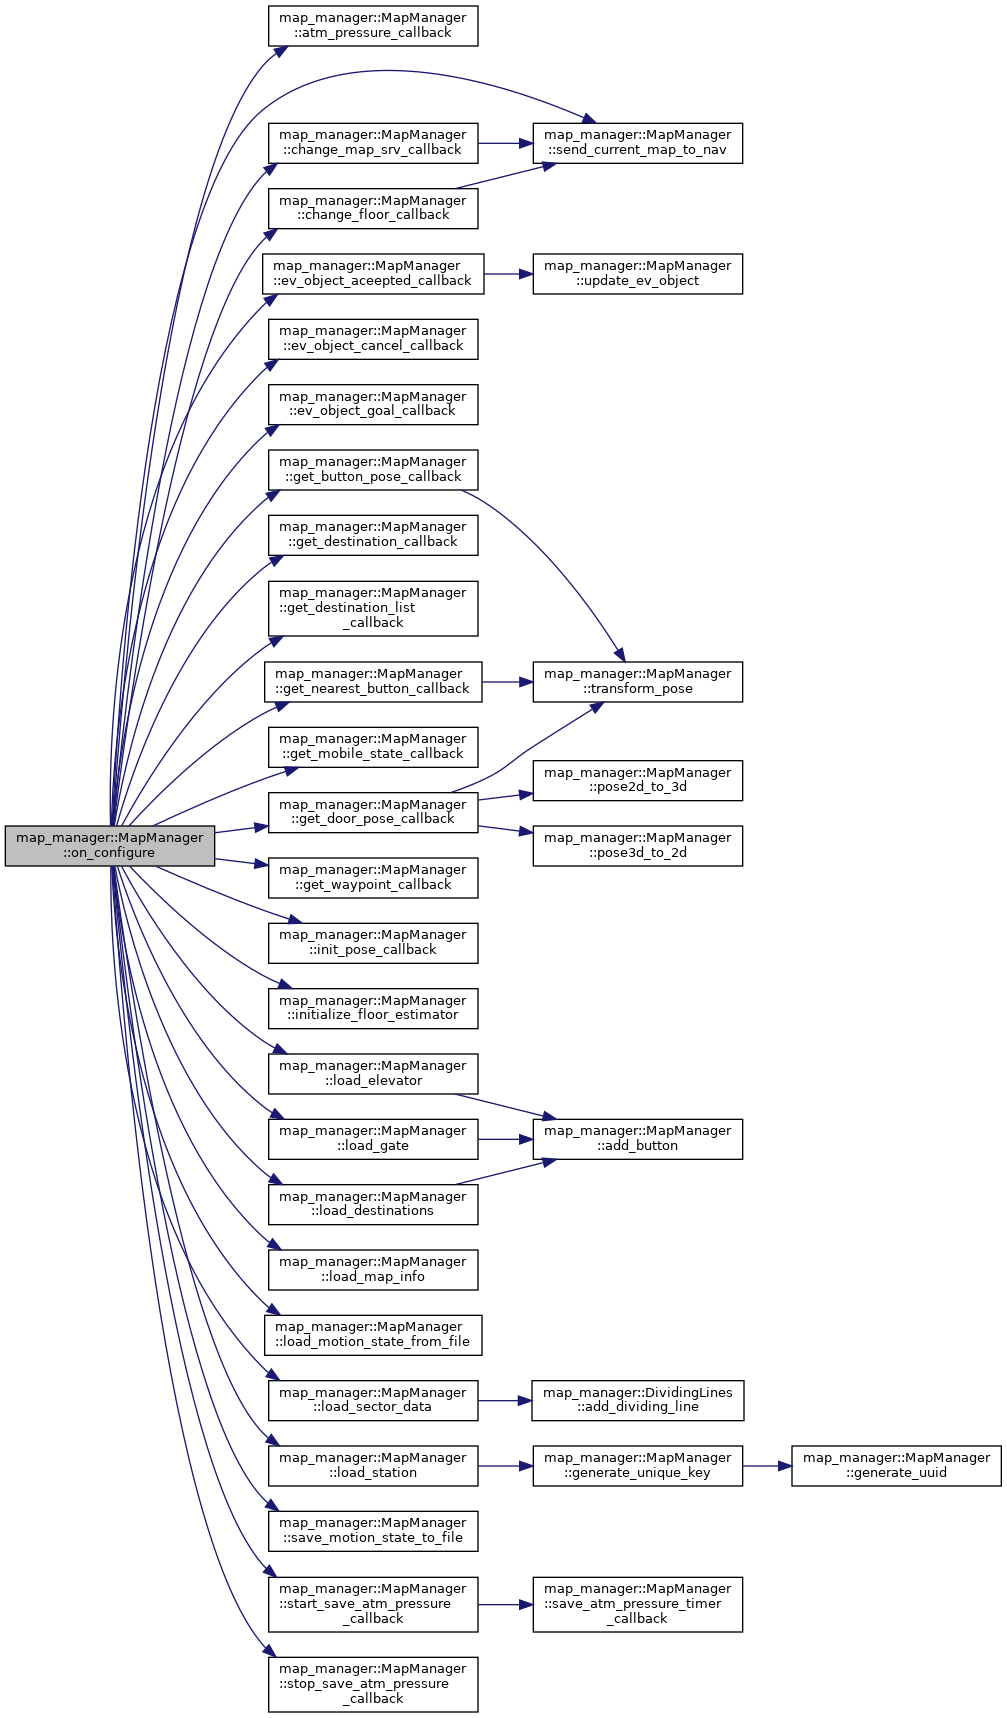 map_manager::MapManager
::atm_pressure_callback
map_manager::MapManager
::change_map_srv_callback
map_manager::MapManager
::send_current_map_to_nav
map_manager::MapManager
::change_floor_callback
map_manager::MapManager
::ev_object_aceepted_callback
map_manager::MapManager
::update_ev_object
map_manager::MapManager
::ev_object_cancel_callback
map_manager::MapManager
::ev_object_goal_callback
map_manager::MapManager
::get_button_pose_callback
map_manager::MapManager
::get_destination_callback
map_manager::MapManager
::get_destination_list
_callback
map_manager::MapManager
::get_nearest_button_callback
map_manager::MapManager
::transform_pose
map_manager::MapManager
::get_mobile_state_callback
map_manager::MapManager
::pose2d_to_3d
map_manager::MapManager
::get_door_pose_callback
map_manager::MapManager
::on_configure
map_manager::MapManager
::pose3d_to_2d
map_manager::MapManager
::get_waypoint_callback
map_manager::MapManager
::init_pose_callback
map_manager::MapManager
::initialize_floor_estimator
map_manager::MapManager
::load_elevator
map_manager::MapManager
::load_gate
map_manager::MapManager
::add_button
map_manager::MapManager
::load_destinations
map_manager::MapManager
::load_map_info
map_manager::MapManager
::load_motion_state_from_file
map_manager::MapManager
::load_sector_data
map_manager::DividingLines
::add_dividing_line
map_manager::MapManager
::load_station
map_manager::MapManager
::generate_unique_key
map_manager::MapManager
::generate_uuid
map_manager::MapManager
::save_motion_state_to_file
map_manager::MapManager
::start_save_atm_pressure
_callback
map_manager::MapManager
::save_atm_pressure_timer
_callback
map_manager::MapManager
::stop_save_atm_pressure
_callback